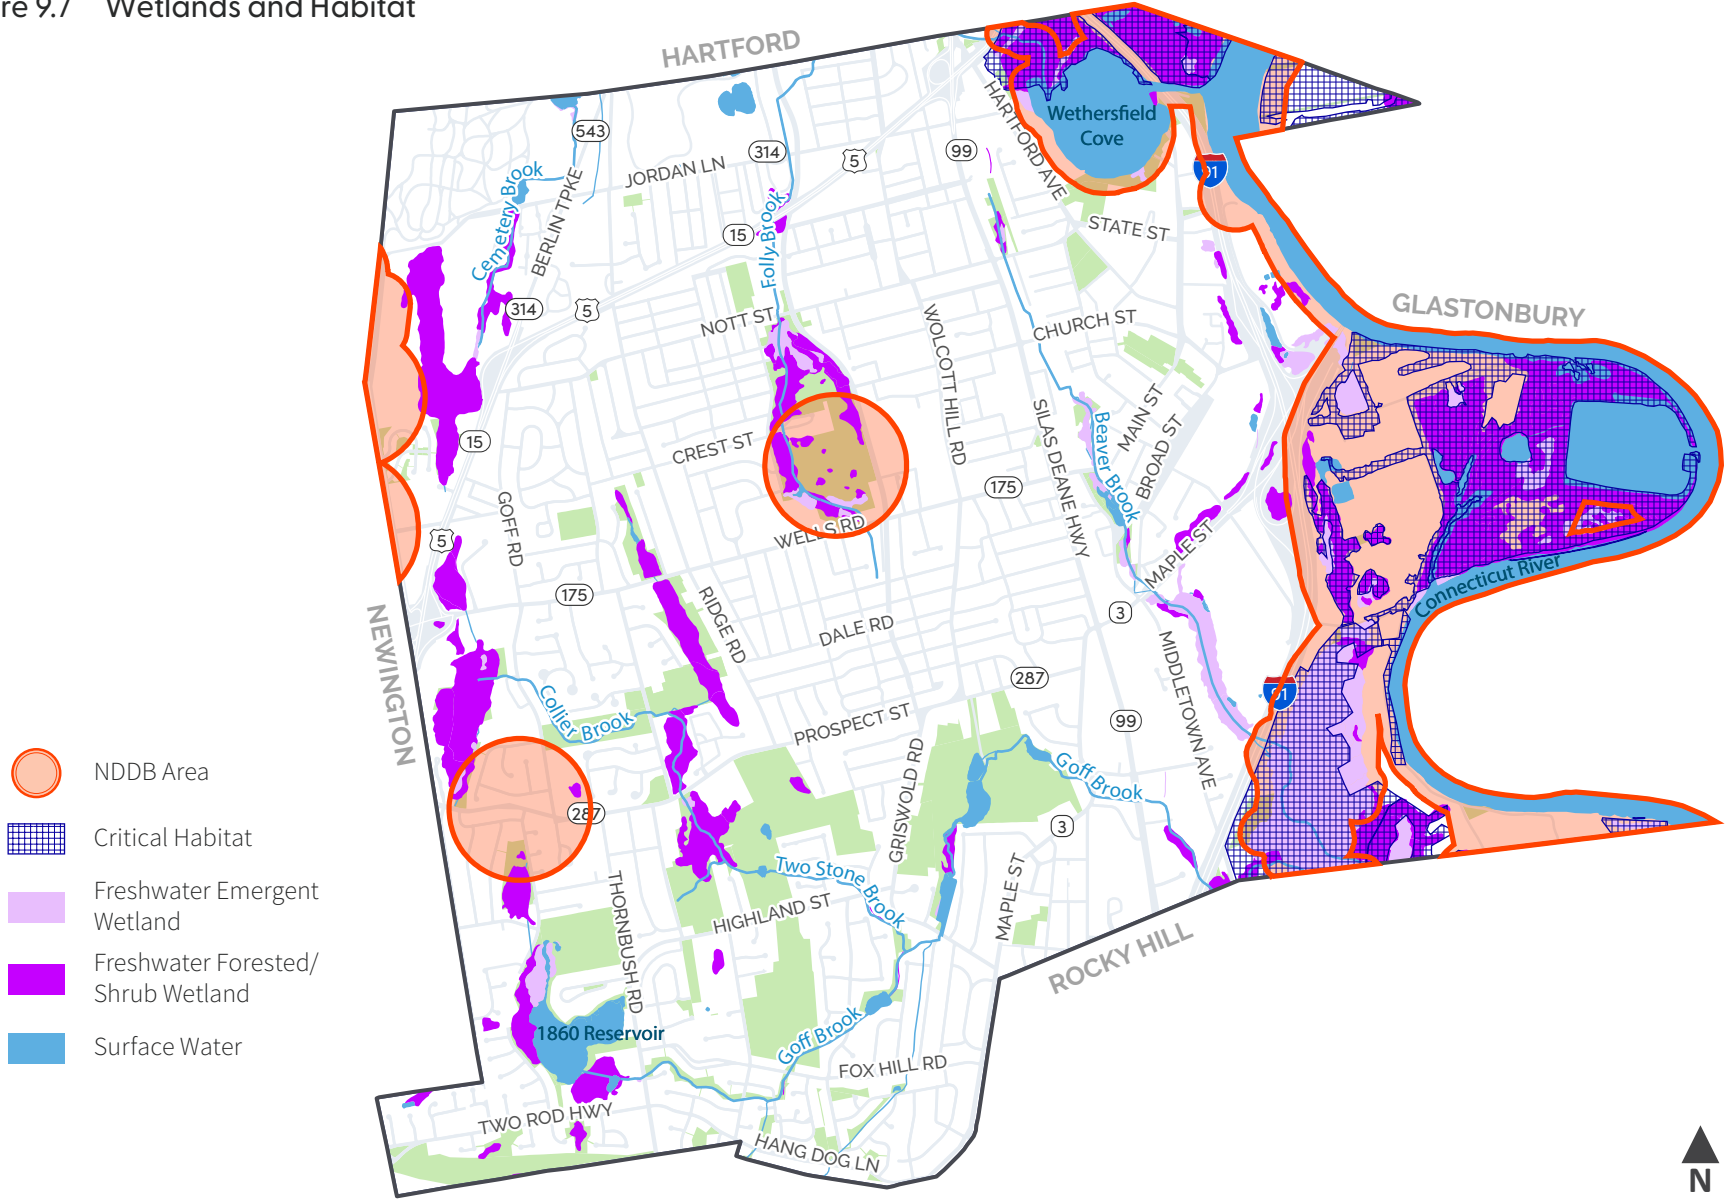 re 9.7 Wetlands and Habitat
HARTFORD
543
JORDAN LN
314
5
99
HARTFORD AVE
Wethersfield
Cove
91
Cemetery Brook
BERLIN TPKE
15
Folly Brook
STATE ST
314
5
NOTT ST
WOLCOTT HILL RD
CHURCH ST
GLASTONBURY
15
CREST ST
SILAS DEANE HWY
Beaver Brook
MAIN ST
BROAD ST
175
5
GOFF RD
WELLS RD
MAPLE ST
Connecticut River
175
RIDGE RD
DALE RD
3
NEWINGTON
287
MIDDLETOWN AVE
91
Collier Brook
PROSPECT ST
99
GRISWOLD RD
Goff Brook
287
3
Two Stone Brook
THORNBUSH RD
HIGHLAND ST
MAPLE ST
ROCKY HILL
1860 Reservoir
Goff Brook
FOX HILL RD
TWO ROD HWY
HANG DOG LN
NDDB Area
Critical Habitat
Freshwater Emergent
Wetland
Freshwater Forested/
Shrub Wetland
Surface Water
N